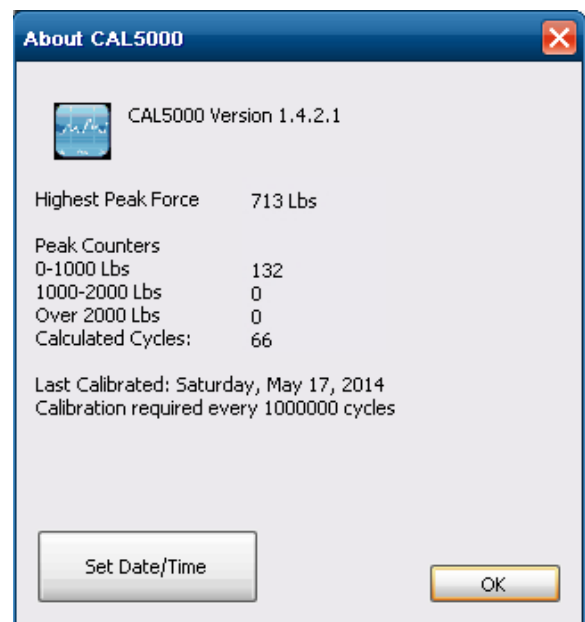 About CAL5000
CAL5000 Version 1.4.2.1
Highest Peak Force 713 Lbs
Peak Counters
0-1000 Lbs 132
1000-2000 Lbs 0
Over 2000 Lbs 0
Calculated Cycles: 66
Last Calibrated: Saturday, May 17, 2014
Calibration required every 1000000 cycles
Set Date/Time
OK